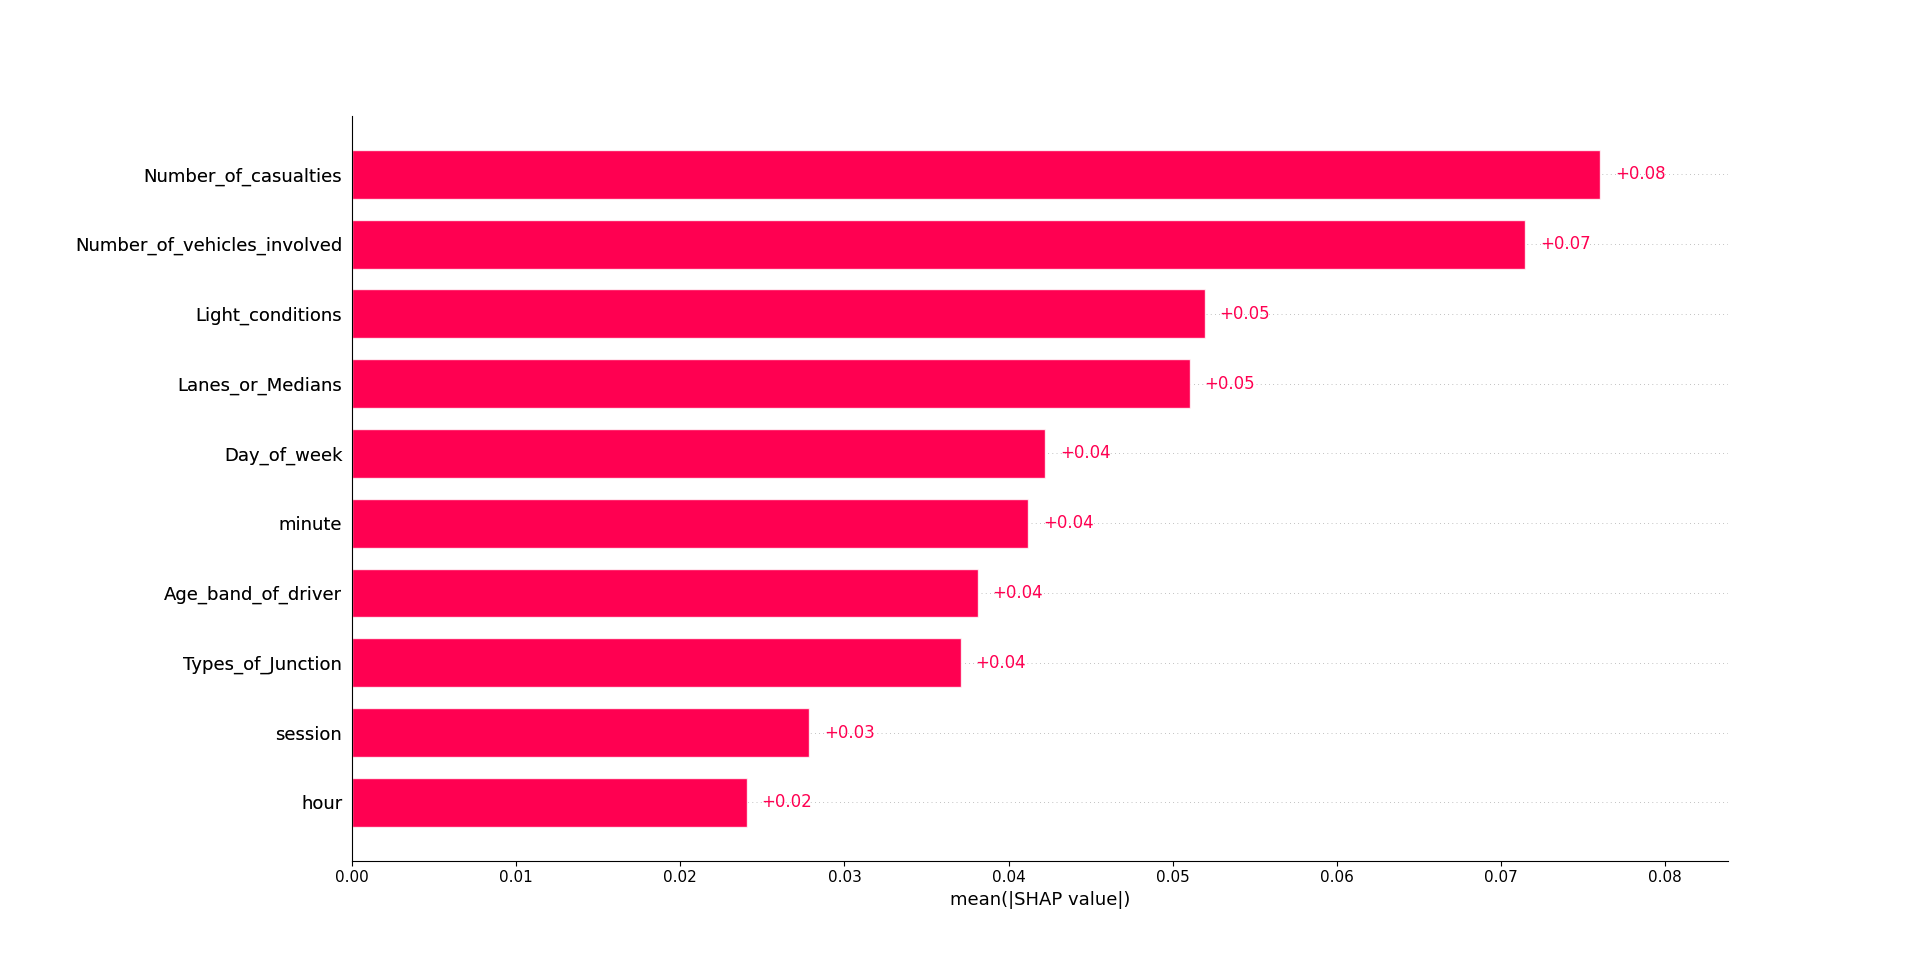 Number_of_casualties +0.08
Number_of_vehicles_involved +0.07
Light_conditions +0.05
Lanes_or_Medians +0.05
Day_of_week +0.04
minute +0.04
Age_band_of_driver +0.04
Types_of_Junction +0.04
session +0.03
hour +0.02
0.00 0.01 0.02 0.03 0.04 0.05 0.06 0.07 0.08
mean(|SHAP value|)